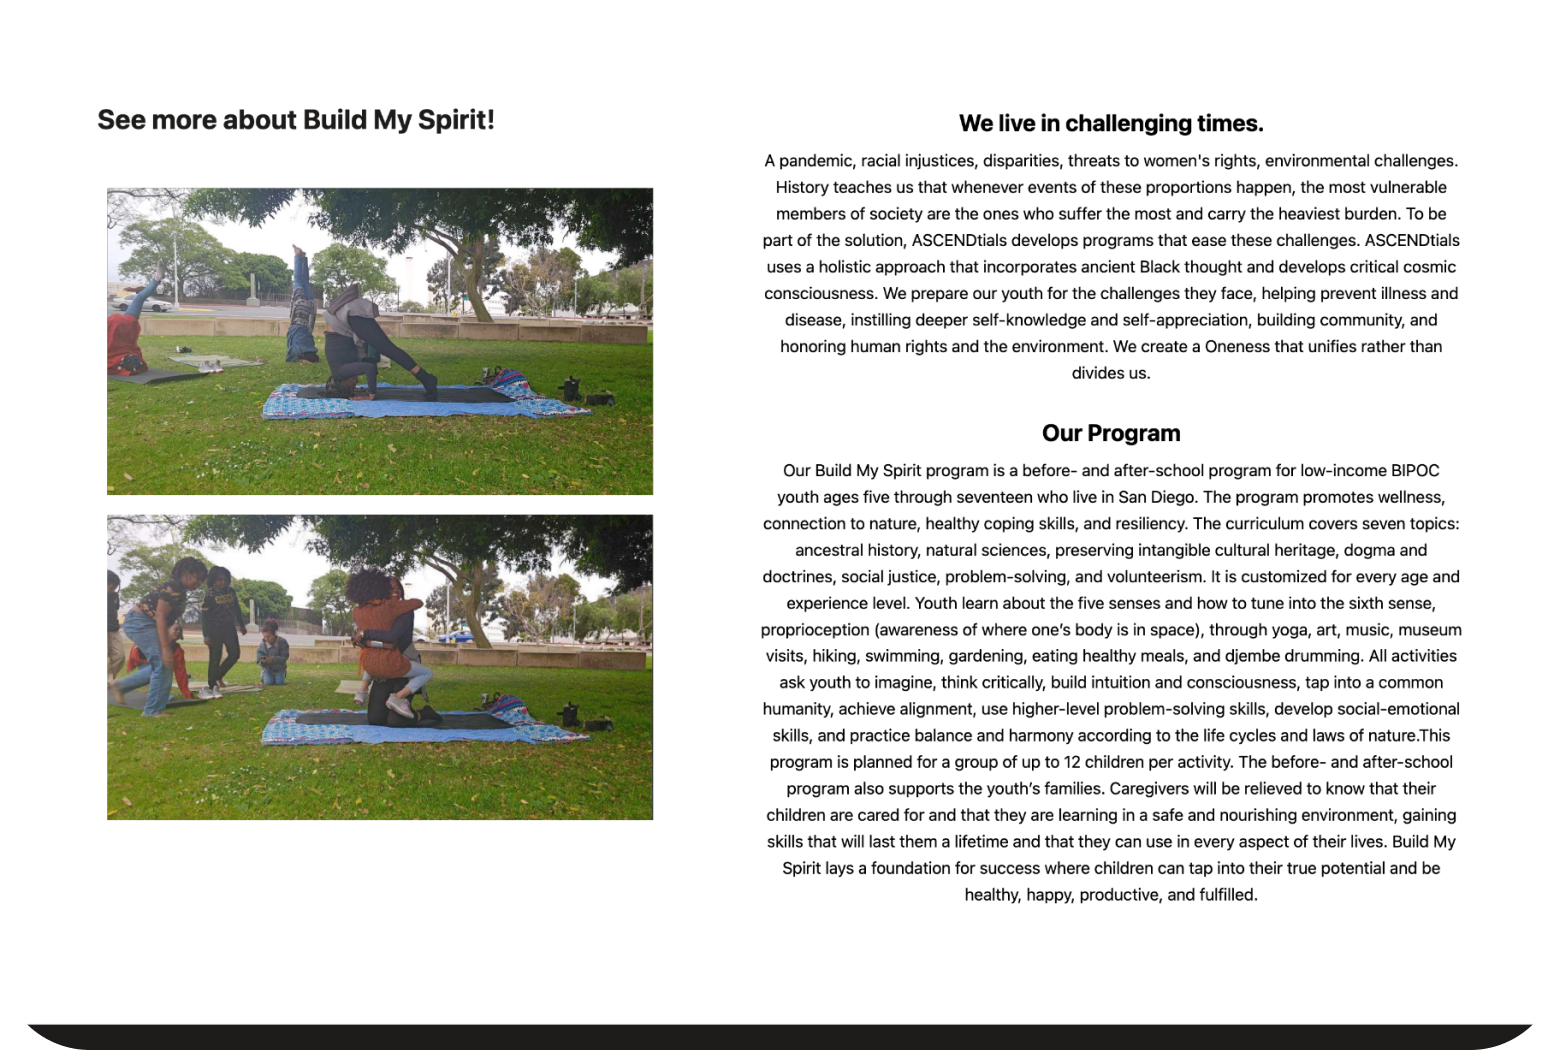 See more about Build My Spirit!
We live in challenging times.
A pandemic, racial injustices, disparities, threats to women's rights, environmental challenges.
History teaches us that whenever events of these proportions happen, the most vulnerable
members of society are the ones who suffer the most and carry the heaviest burden. To be
part of the solution, ASCENDtials develops programs that ease these challenges. ASCENDtials
uses a holistic approach that incorporates ancient Black thought and develops critical cosmic
consciousness. We prepare our youth for the challenges they face, helping prevent illness and
disease, instilling deeper self-knowledge and self-appreciation, building community, and
honoring human rights and the environment. We create a Oneness that unifies rather than
divides us.
Our Program
Our Build My Spirit program is a before- and after-school program for low-income BIPOC
youth ages five through seventeen who live in San Diego. The program promotes wellness,
connection to nature, healthy coping skills, and resiliency. The curriculum covers seven topics:
ancestral history, natural sciences, preserving intangible cultural heritage, dogma and
doctrines, social justice, problem-solving, and volunteerism. It is customized for every age and
experience level. Youth learn about the five senses and how to tune into the sixth sense,
proprioception (awareness of where one’s body is in space), through yoga, art, music, museum
visits, hiking, swimming, gardening, eating healthy meals, and djembe drumming. All activities
ask youth to imagine, think critically, build intuition and consciousness, tap into a common
humanity, achieve alignment, use higher-level problem-solving skills, develop social-emotional
skills, and practice balance and harmony according to the life cycles and laws of nature.This
program is planned for a group of up to 12 children per activity. The before- and after-school
program also supports the youth’s families. Caregivers will be relieved to know that their
children are cared for and that they are learning in a safe and nourishing environment, gaining
skills that will last them a lifetime and that they can use in every aspect of their lives. Build My
Spirit lays a foundation for success where children can tap into their true potential and be
healthy, happy, productive, and fulfilled.